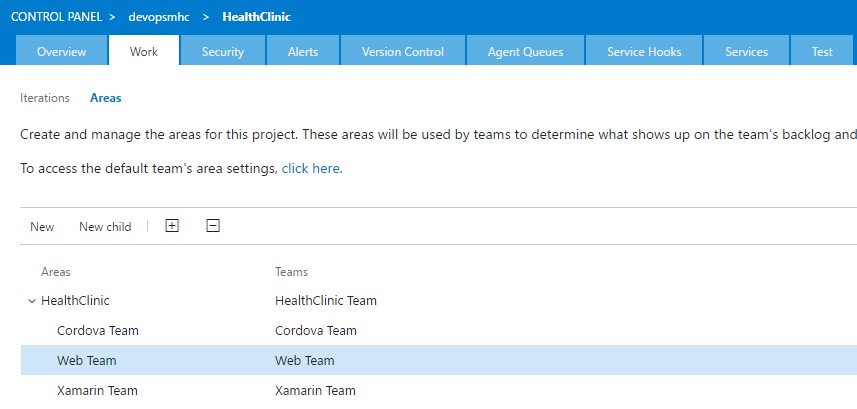 CONTROL PANEL > devopsmhc > HealthClinic
Overview Work Security Alerts Version Control Agent Queues Service Hooks Services Test
Iterations Areas
Create and manage the areas for this project. These areas will be used by teams to determine what shows up on the team's backlog and
To access the default team's area settings, click here.
New New child
Areas Teams
HealthClinic HealthClinic Team
Cordova Team Cordova Team
Web Team Web Team
Xamarin Team Xamarin Team